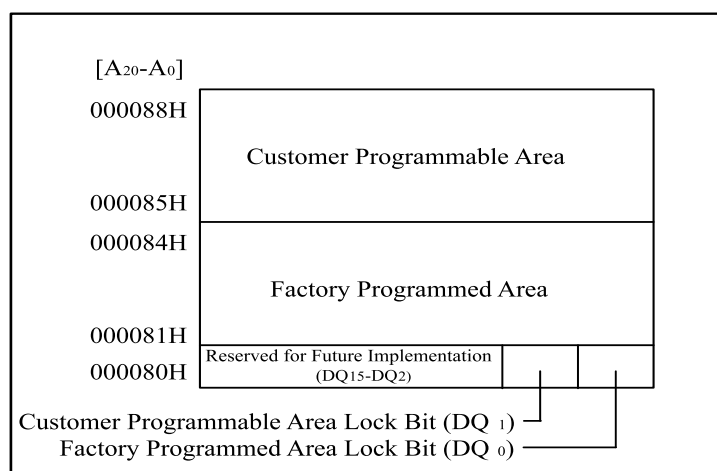 [A20-A0]
000088H
Customer Programmable Area
000085H
000084H
Factory Programmed Area
000081H
Reserved for Future Implementation
(DQ15-DQ2)
000080H
Customer Programmable Area Lock Bit (DQ 1)
Factory Programmed Area Lock Bit (DQ 0)